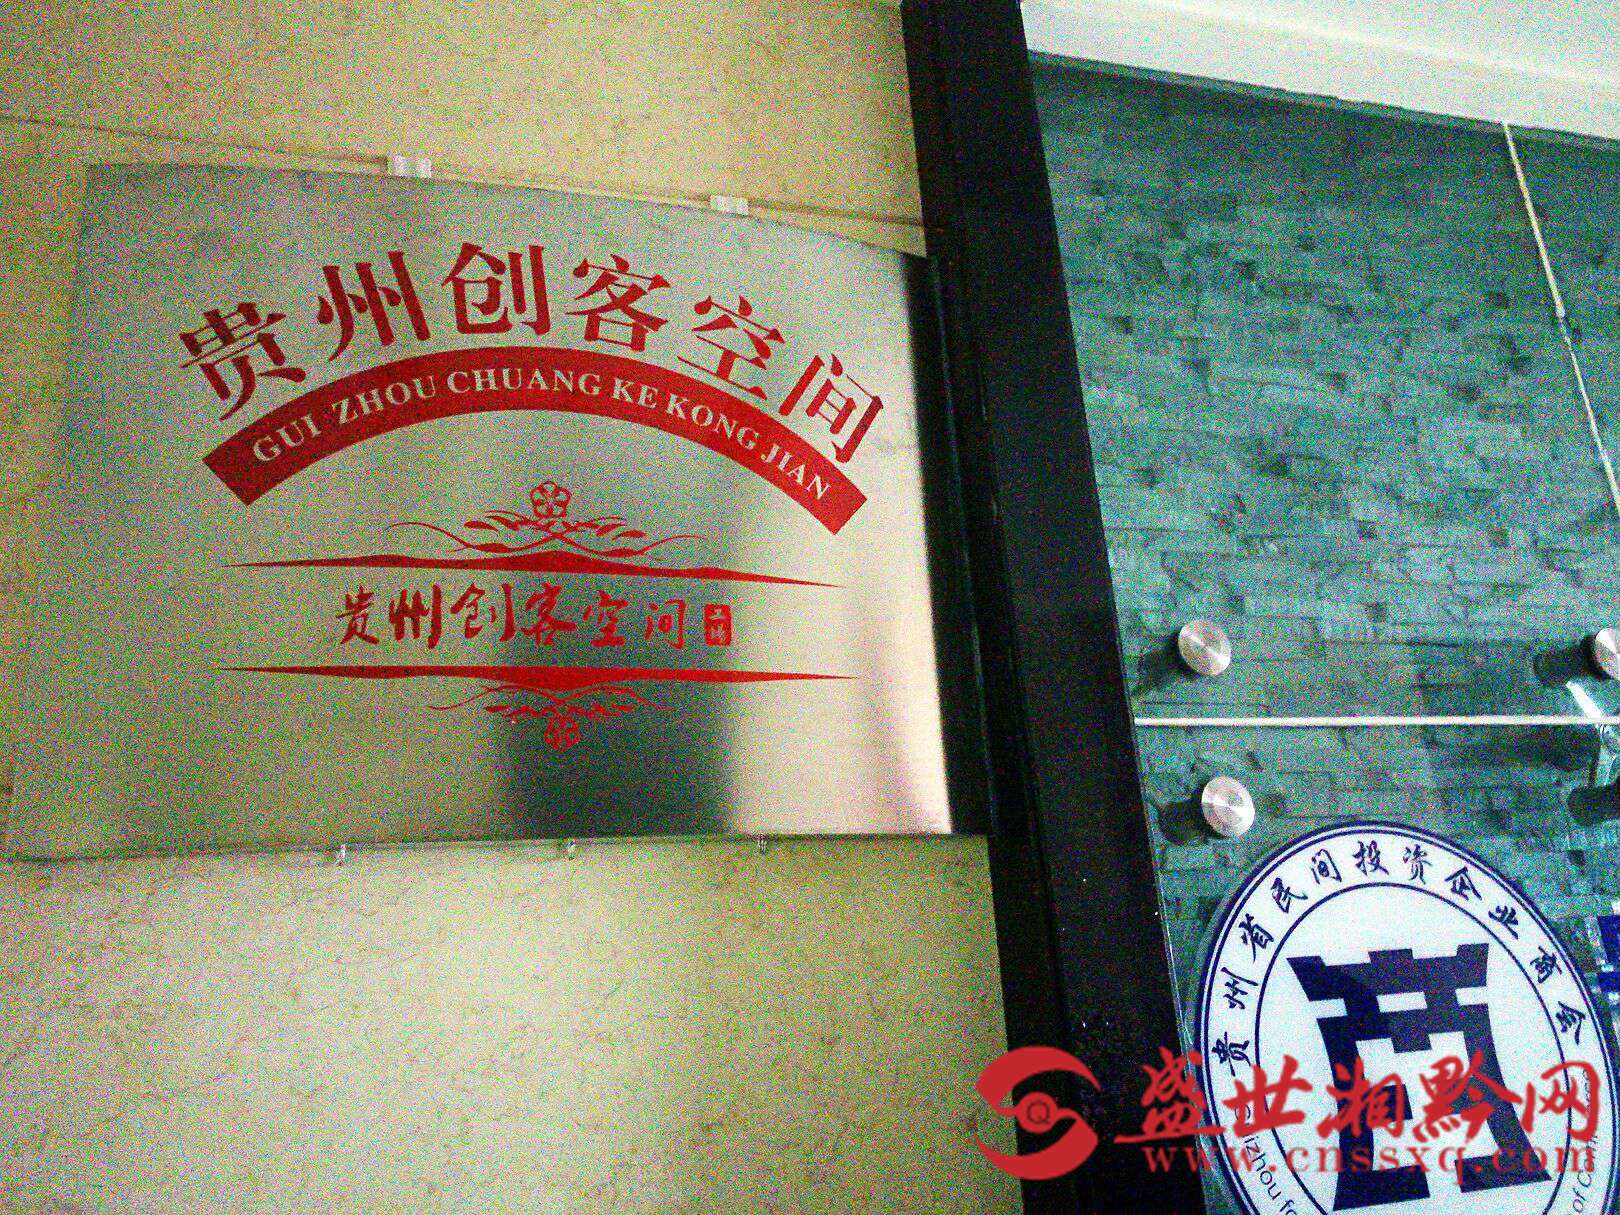 贵州创客空间
GUI ZHOU CHUANG KE KONG JIAN
贵州创客空间
贵州省民间投资企业商会
盛世湘黔网
www.cnssxq.com